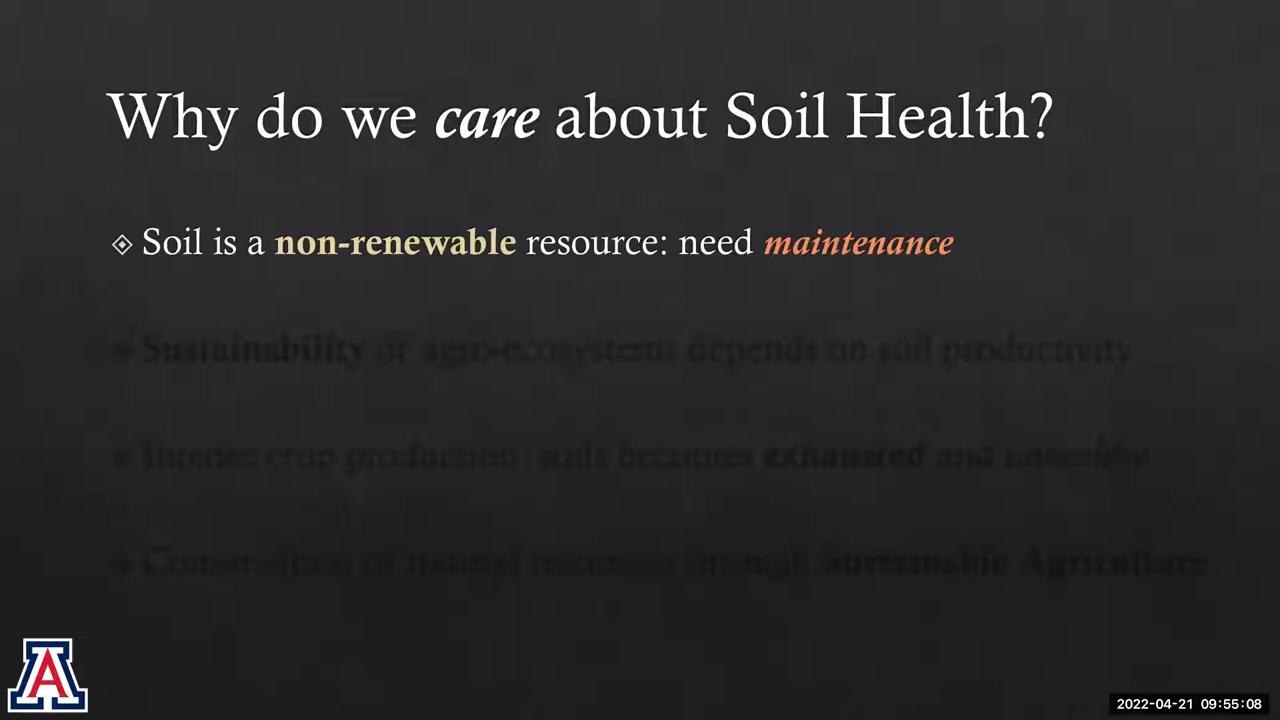 Why do we care about Soil Health?
Soil is a non-renewable resource: need maintenance
Sustainability of agro-ecosystems depends on soil productivity
Intense crop production: soils becomes exhausted and
Conservation of natural resources through Sustainable Agriculture
A
2022-04-21 09:55:08